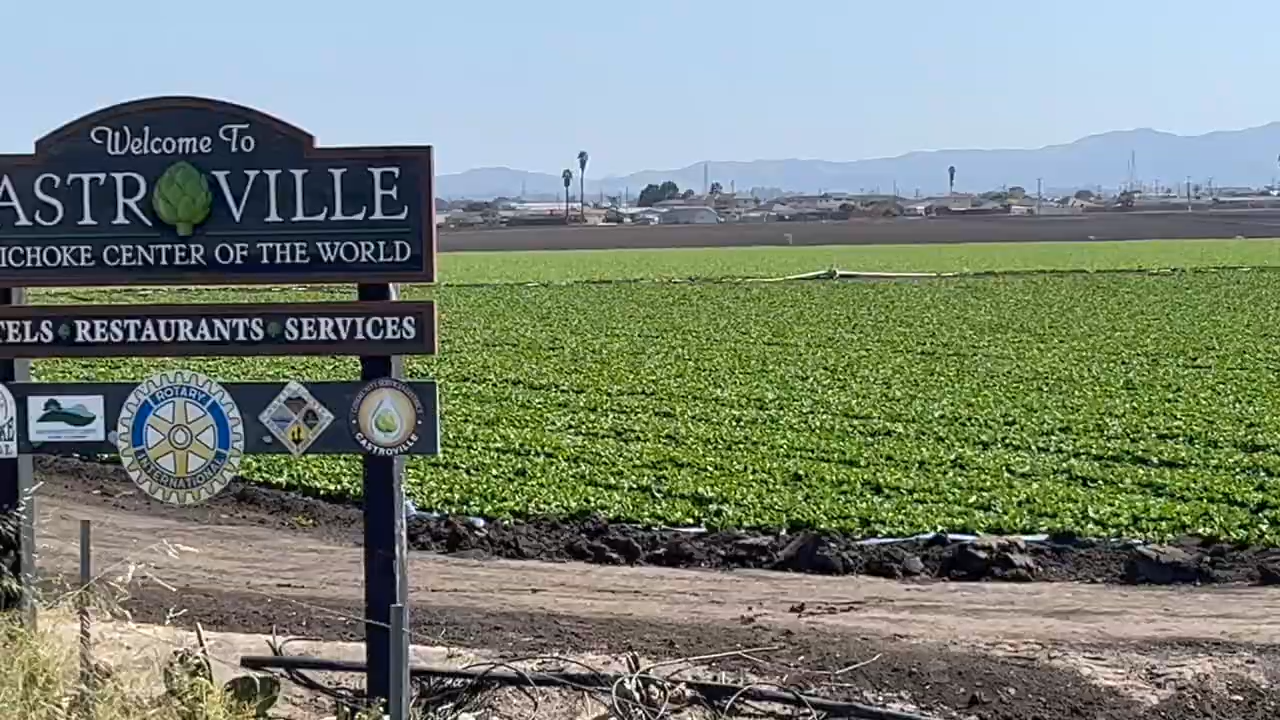 Welcome To
ASTROVILLE
ICHOKE CENTER OF THE WORLD
TELS RESTAURANTS SERVICES
ROTARY
INTERNATIONAL
CASTROVILLE